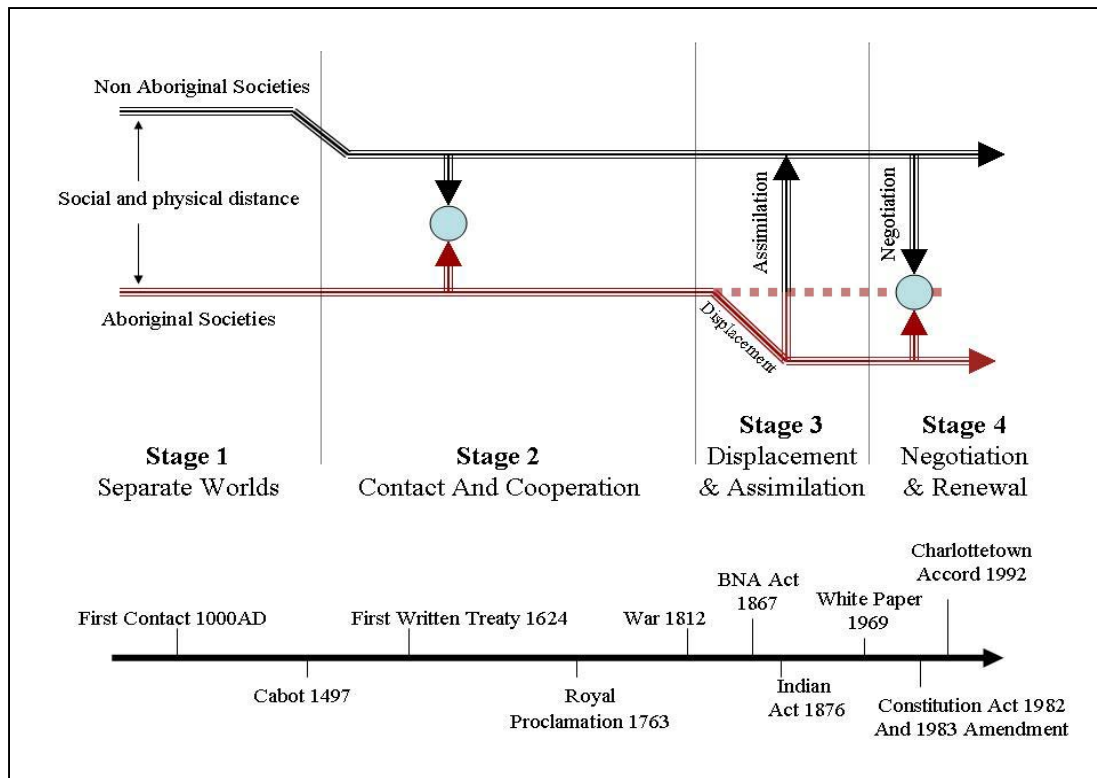 Non Aboriginal Societies
Social and physical distance
Aboriginal Societies
Displacement
Assimilation
Negotiation
Stage 1
Separate Worlds
Stage 2
Contact And Cooperation
Stage 3
Displacement
& Assimilation
Stage 4
Negotiation
& Renewal
First Contact 1000AD
Cabot 1497
First Written Treaty 1624
Royal
Proclamation 1763
War 1812
BNA Act
1867
Indian
Act 1876
White Paper
1969
Constitution Act 1982
And 1983 Amendment
Charlottetown
Accord 1992